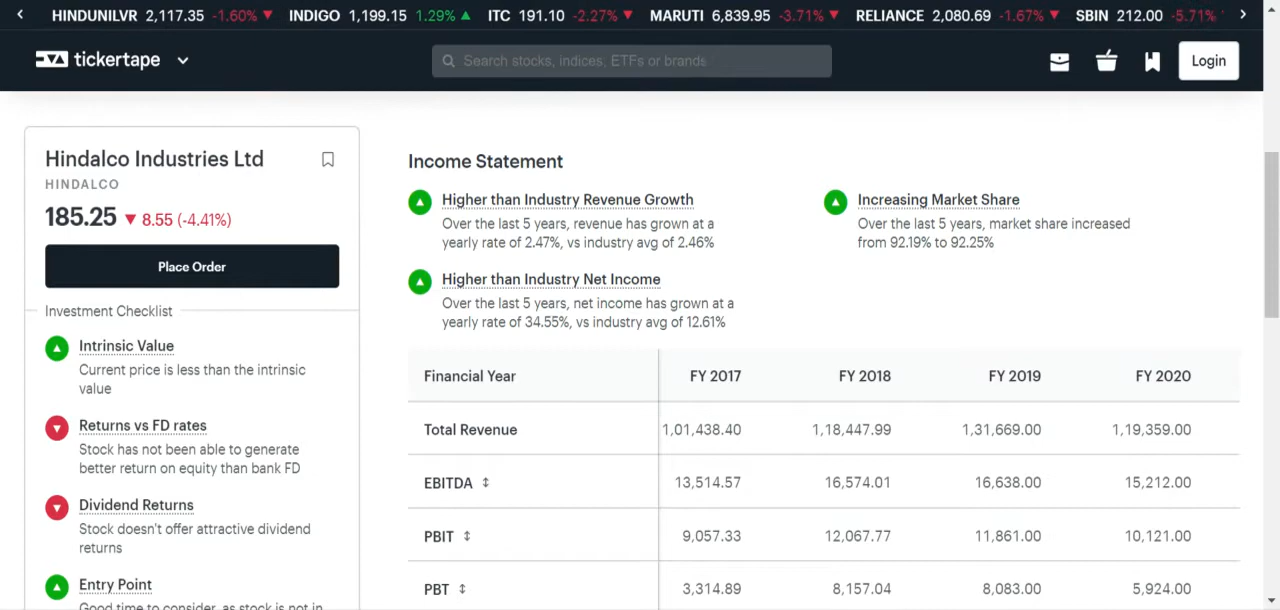 HINDUNILVR 2,117.35 -1.60% ▼ INDIGO 1,199.15 1.29% ▲ ITC 191.10 -2.27% ▼ MARUTI 6,839.95 -3.71% ▼ RELIANCE 2,080.69 -1.67% ▼ SBIN 212.00 -5.71%
tickertape
Search stocks, indices, ETFs or brands
Login
Hindalco Industries Ltd
HINDALCO
185.25 ▼ 8.55 (-4.41%)
Place Order
Investment Checklist
Intrinsic Value
Current price is less than the intrinsic
value
Returns vs FD rates
Stock has not been able to generate
better return on equity than bank FD
Dividend Returns
Stock doesn't offer attractive dividend
returns
Entry Point
Good time to consider, as stock is not in
Income Statement
Higher than Industry Revenue Growth
Over the last 5 years, revenue has grown at a
yearly rate of 2.47%, vs industry avg of 2.46%
Increasing Market Share
Over the last 5 years, market share increased
from 92.19% to 92.25%
Higher than Industry Net Income
Over the last 5 years, net income has grown at a
yearly rate of 34.55%, vs industry avg of 12.61%
Financial Year FY 2017 FY 2018 FY 2019 FY 2020
Total Revenue 1,01,438.40 1,18,447.99 1,31,669.00 1,19,359.00
EBITDA 13,514.57 16,574.01 16,638.00 15,212.00
PBIT 9,057.33 12,067.77 11,861.00 10,121.00
PBT 3,314.89 8,157.04 8,083.00 5,924.00